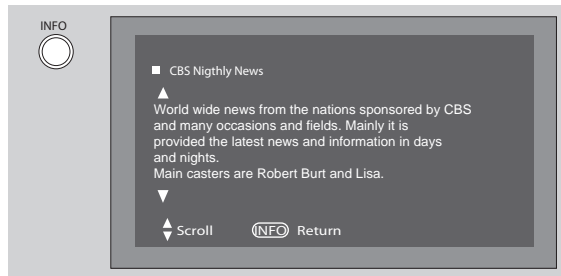 INFO
CBS Nigthly News
World wide news from the nations sponsored by CBS
and many occasions and fields. Mainly it is
provided the latest news and information in days
and nights.
Main casters are Robert Burt and Lisa.
Scroll INFO Return